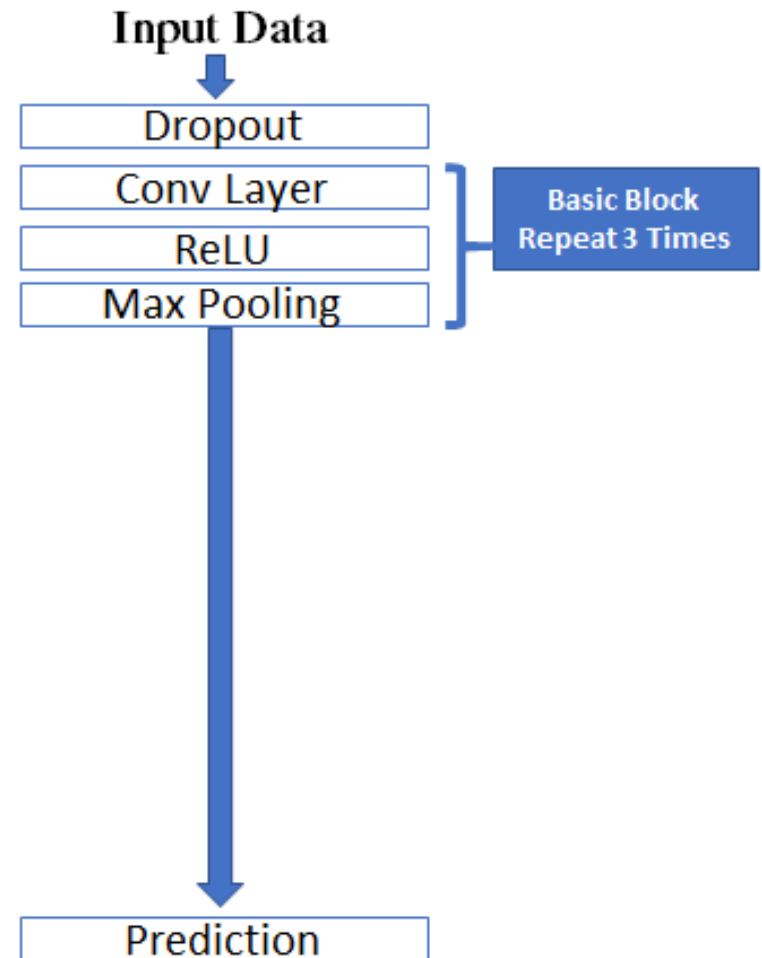 Input Data
Dropout
Conv Layer
ReLU
Max Pooling
Basic Block
Repeat 3 Times
Prediction